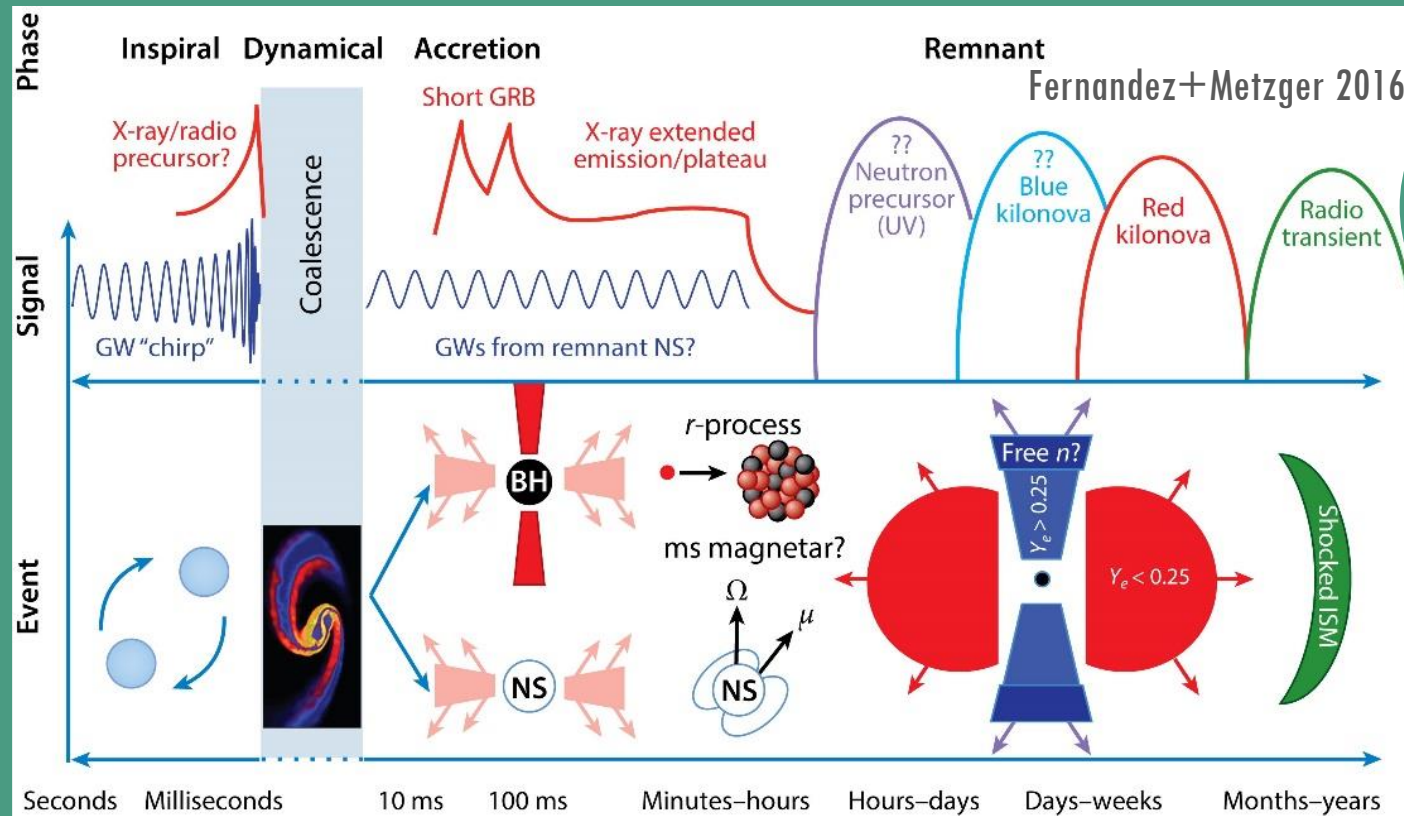 Phase
Inspiral
Dynamical
Accretion
Remnant
Fernandez+Metzger 2016
Signal
X-ray/radio
precursor?
GW "chirp"
Coalescence
Short GRB
X-ray extended
emission/plateau
GWs from remnant NS?
??
Neutron
precursor
(UV)
??
Blue
kilonova
Red
kilonova
Radio
transient
Event
BH
NS
r-process
ms magnetar?
Ω
μ
NS
Free n?
Ye > 0.25
Ye < 0.25
Shocked ISM
Seconds
Milliseconds
10 ms
100 ms
Minutes–hours
Hours–days
Days–weeks
Months–years